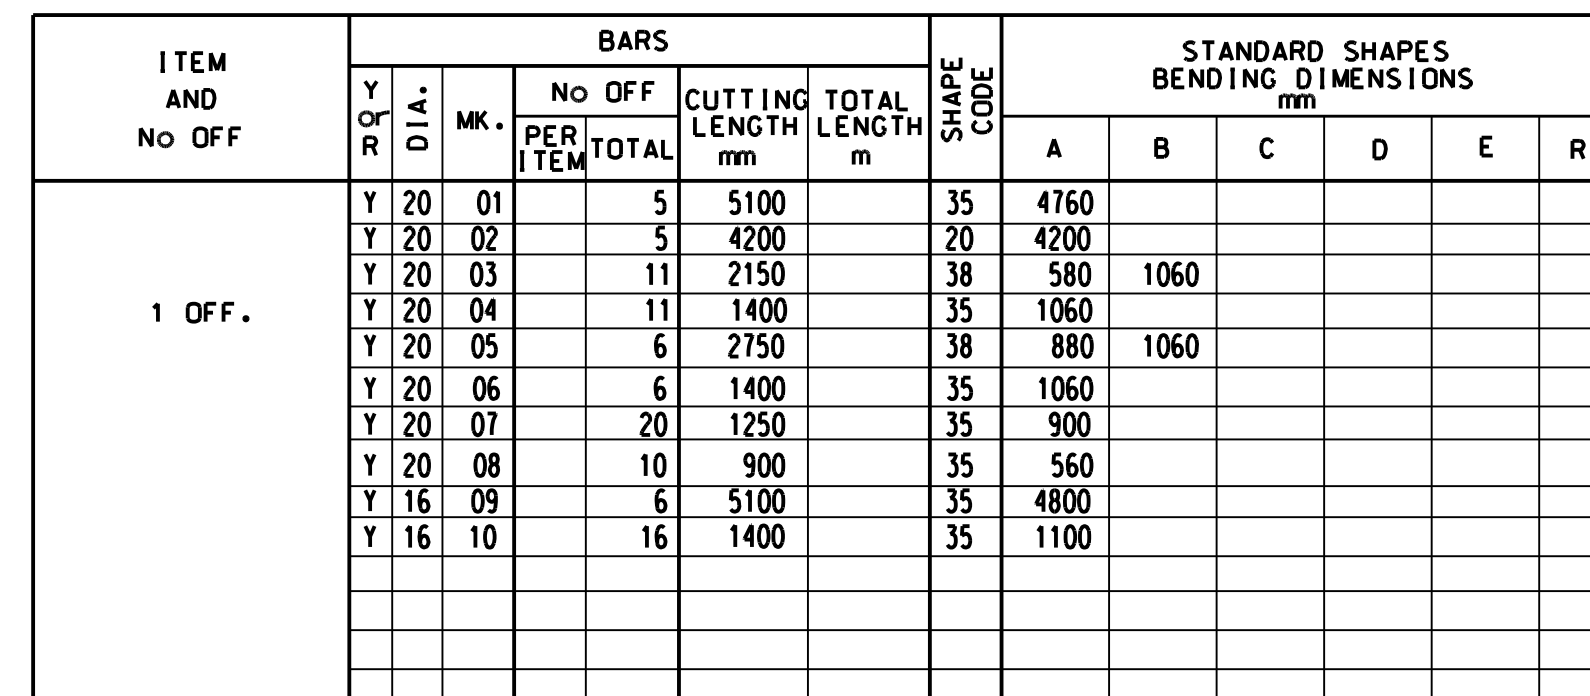 ITEM
AND
No OFF
Y
or
R
DIA.
BARS
MK.
No OFF
PER
ITEM
TOTAL
CUTTING
LENGTH
mm
TOTAL
LENGTH
m
SHAPE
CODE
STANDARD SHAPES
BENDING DIMENSIONS
mm
A B C D E R
1 OFF.
Y 20 01 5 5100 35 4760
Y 20 02 5 4200 20 4200
Y 20 03 11 2150 38 580 1060
Y 20 04 11 1400 35 1060
Y 20 05 6 2750 38 880 1060
Y 20 06 6 1400 35 1060
Y 20 07 20 1250 35 900
Y 20 08 10 900 35 560
Y 16 09 6 5100 35 4800
Y 16 10 16 1400 35 1100